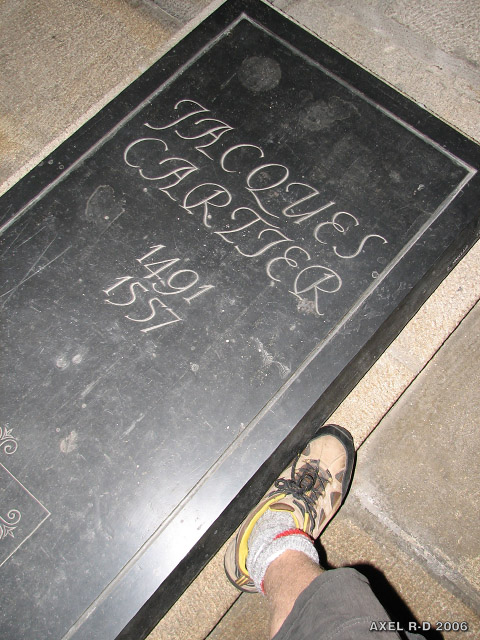 JACQUES
CARTIER
1491
1557
AXEL R-D 2006